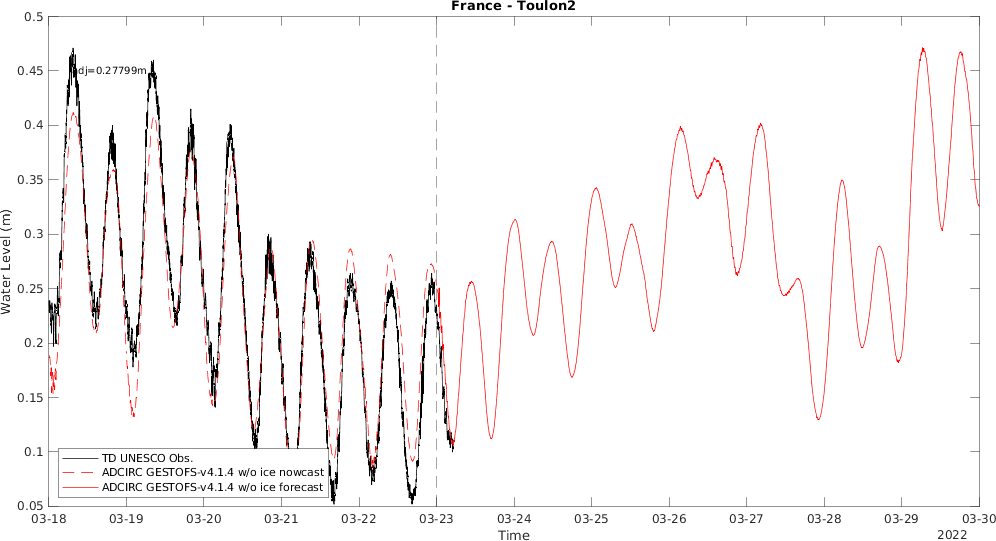 France - Toulon2
0.5
0.45
0.4
0.35
0.3
0.25
0.2
0.15
0.1
0.05
Water Level (m)
dj=0.27799m
TD UNESCO Obs.
ADCIRC GESTOFS-v4.1.4 w/o ice nowcast
ADCIRC GESTOFS-v4.1.4 w/o ice forecast
03-18 03-19 03-20 03-21 03-22 03-23 03-24 03-25 03-26 03-27 03-28 03-29 03-30
Time
2022